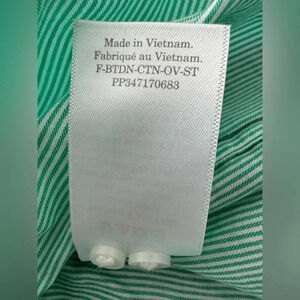 Made in Vietnam.
Fabriqué au Vietnam.
F-BTDN-CTN-OV-ST
PP347170683